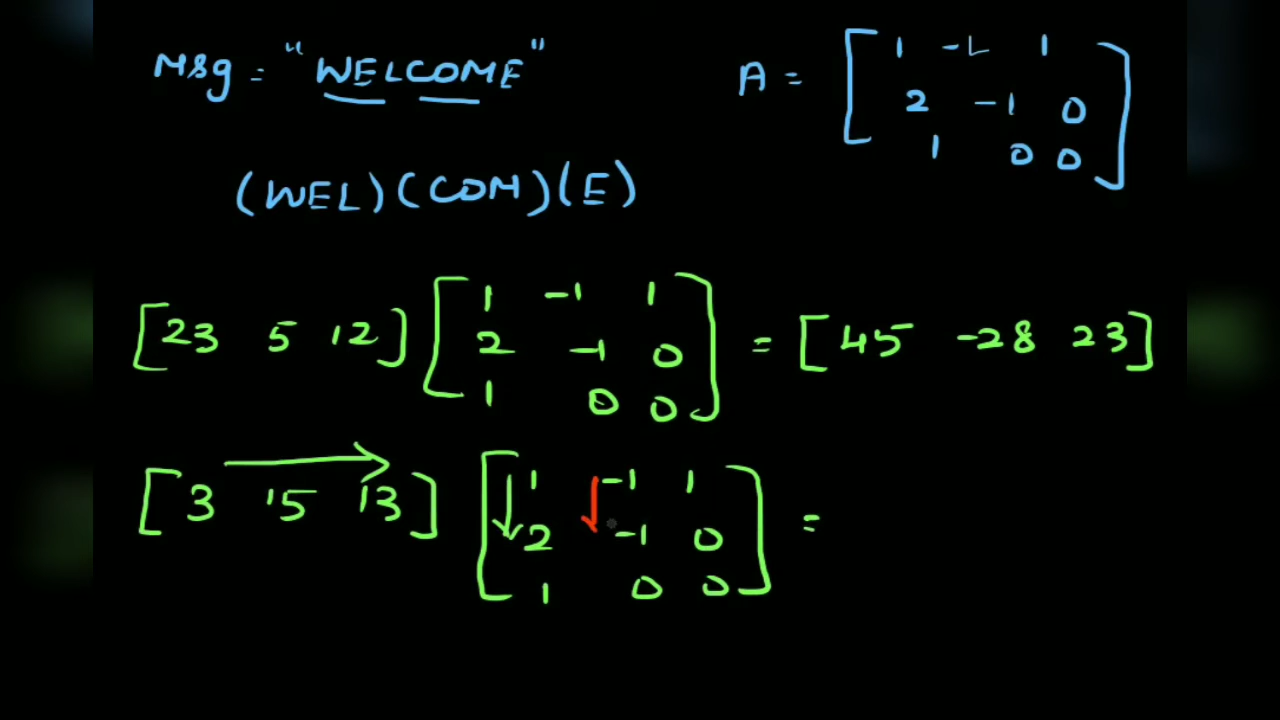 Msg = "WELCOME"
A = [ 1 -1 1
2 -1 0
1 0 0 ]
(WEL)(COM)(E)
[23 5 12] [ 1 -1 1
2 -1 0
1 0 0 ] = [45 -28 23]
[3 15 13] [ 1 -1 1
2 -1 0
1 0 0 ] =